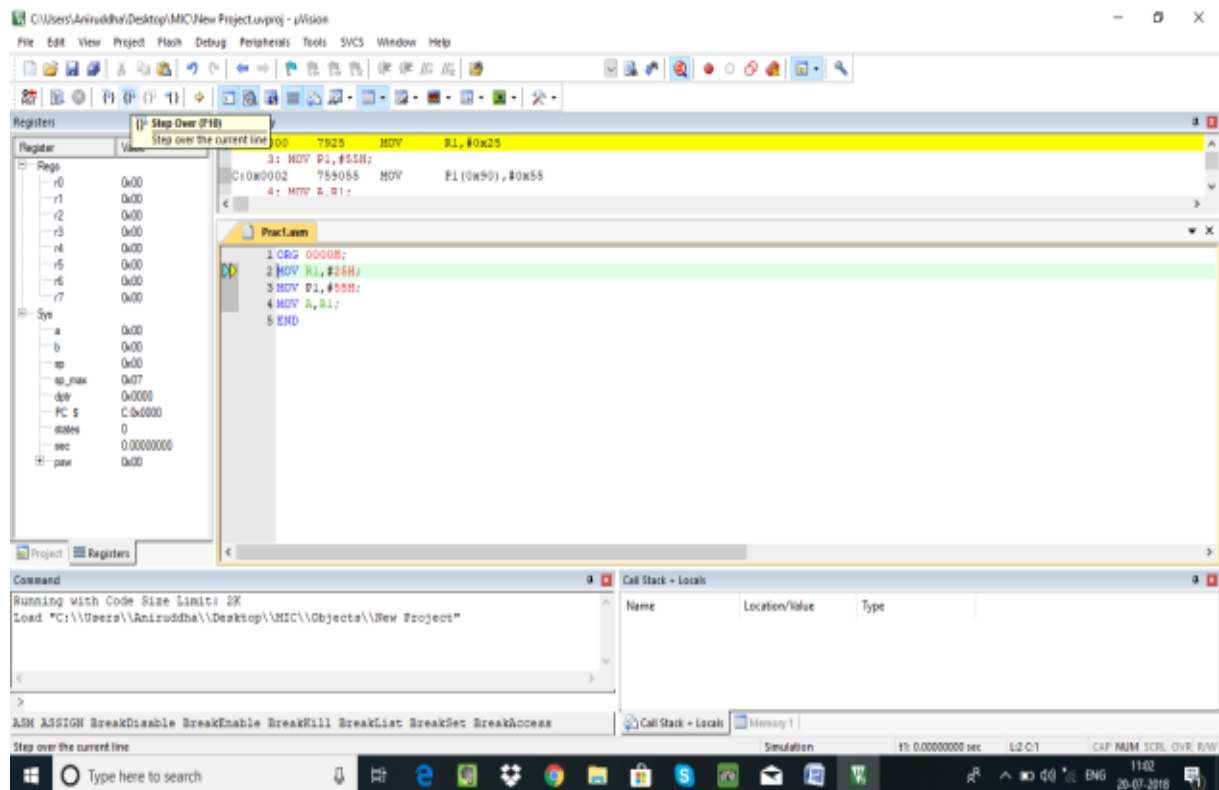 C:\Users\Aniruddha\Desktop\MIC\New Project.uvproj - µVision
File Edit View Project Flash Debug Peripherals Tools SVCS Window Help
Registers
Step Over (F10)
Step over the current line
Register
Regs
r0 0x00
r1 0x00
r2 0x00
r3 0x00
r4 0x00
r5 0x00
r6 0x00
r7 0x00
Sys
a 0x00
b 0x00
sp 0x00
sp_max 0x07
dptr 0x0000
PC $ C:0x0000
states 0
sec 0.00000000
psw 0x00
Project Registers
00 7925 MOV R1,#0x25
3: MOV P1,#55H;
C:0x0002 759055 MOV P1(0x90),#0x55
4: MOV A,R1;
Prac1.asm
1 ORG 0000H;
2 MOV R1,#25H;
3 MOV P1,#55H;
4 MOV A,R1;
5 END
Command
Running with Code Size Limit: 2K
Load "C:\\Users\\Aniruddha\\Desktop\\MIC\\Objects\\New Project"
>
ASM ASSIGN BreakDisable BreakEnable BreakKill BreakList BreakSet BreakAccess
Call Stack + Locals
Name Location/Value Type
Call Stack + Locals Memory 1
Step over the current line Simulation t1: 0.00000000 sec L:2 C:1 CAP NUM SCRL OVR R/W
Type here to search
ENG 11:02
20-07-2018